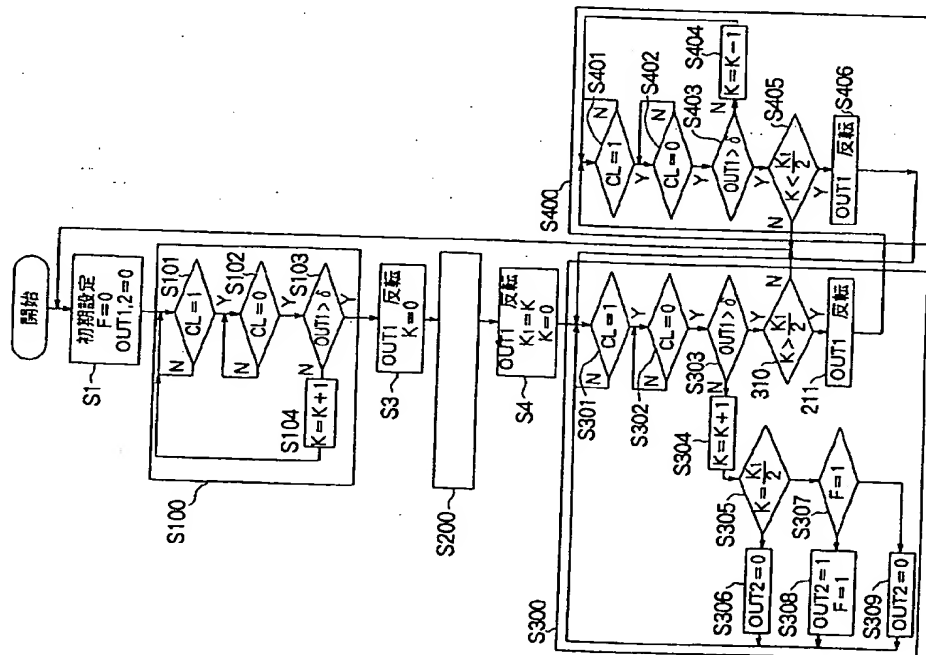 開始
S1
初期設定
F=0
OUT1,2=0
S100
S101
CL=1
N
Y
S102
CL=0
N
Y
S103
OUT1>δ
N
Y
S104
K=K+1
S3
OUT1 反転
K=0
S200
S4
OUT1 反転
K1=K
K=0
S300
S301
CL=1
N
Y
S302
CL=0
N
Y
S303
OUT1>δ
N
Y
S304
K=K+1
S305
K=K1/2
S306
OUT2=0
S307
F=1
S308
OUT2=1
F=1
S309
OUT2=0
310
K>K1/2
N
Y
211
OUT1 反転
S400
S401
CL=1
N
Y
S402
CL=0
N
Y
S403
OUT1>δ
N
Y
S404
K=K-1
S405
K<K1/2
N
Y
S406
OUT1 反転